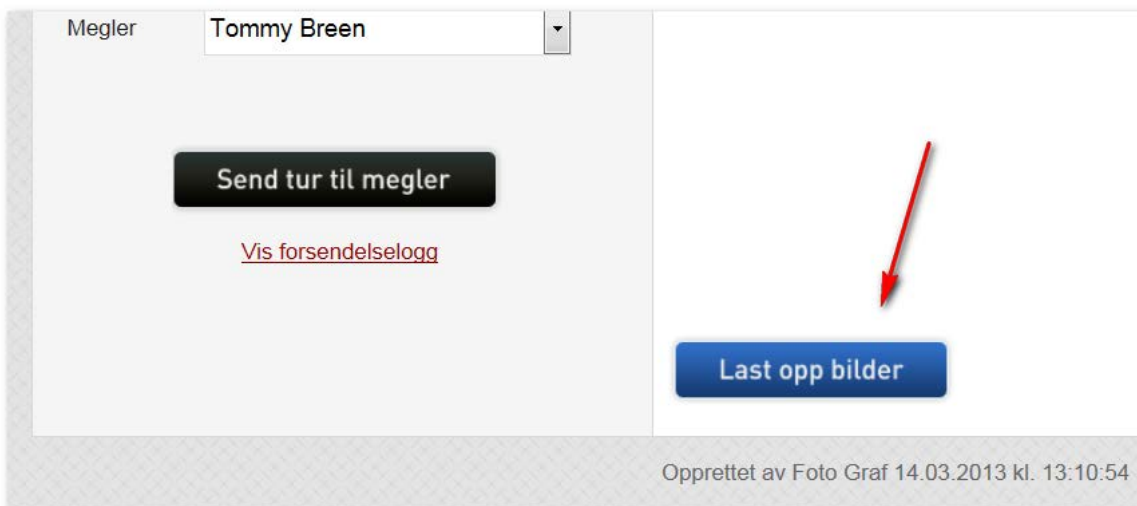 Megler Tommy Breen
Send tur til megler
Vis forsendelselogg
Last opp bilder
Opprettet av Foto Graf 14.03.2013 kl. 13:10:54